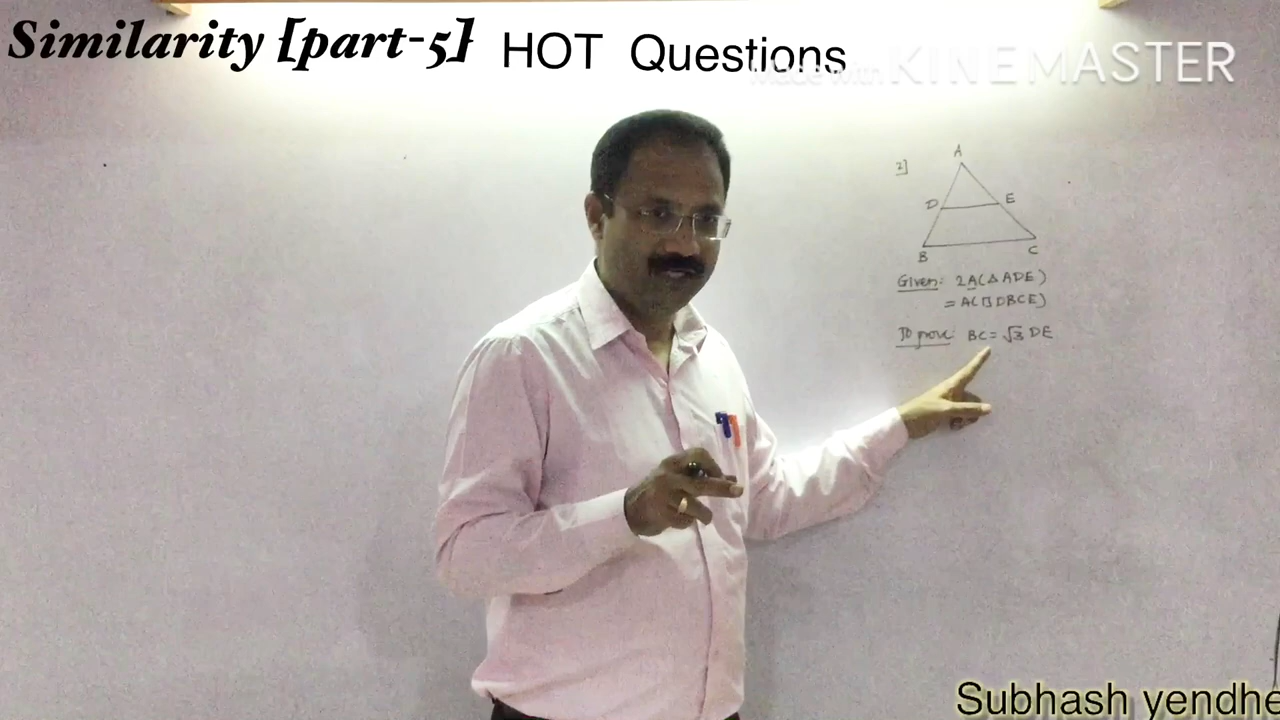 Similarity [part-5] HOT Questions
Made with KINEMASTER
2]
A
D E
B C
Given: 2A(△ADE)
= A(□DBCE)
To prove: BC = √3 DE
Subhash yendhe